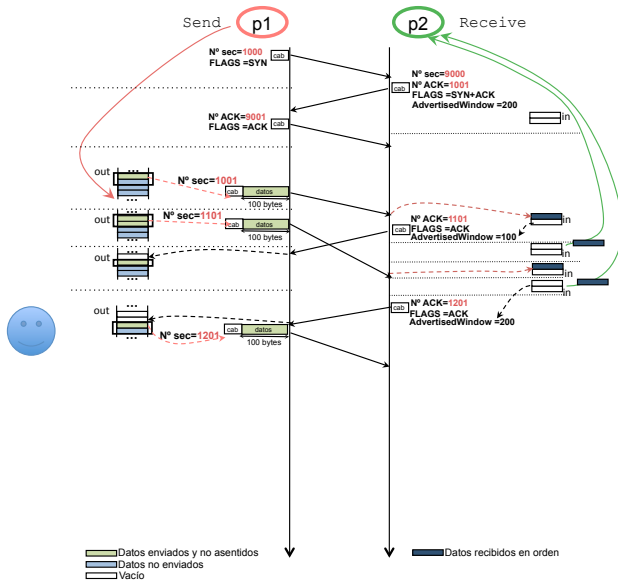 Send p1 p2 Receive
Nº sec=1000
FLAGS =SYN
cab
Nº sec=9000
Nº ACK=1001
FLAGS =SYN+ACK
AdvertisedWindow =200
cab
in
Nº ACK=9001
FLAGS =ACK
cab
out
...
...
Nº sec=1001
cab datos
100 bytes
out
...
Nº sec=1101
cab datos
100 bytes
Nº ACK=1101
FLAGS =ACK
AdvertisedWindow =100
cab
in
in
out
...
...
in
in
Nº ACK=1201
FLAGS =ACK
AdvertisedWindow =200
cab
out
...
...
Nº sec=1201
cab datos
100 bytes
Datos enviados y no asentidos
Datos no enviados
Vacío
Datos recibidos en orden